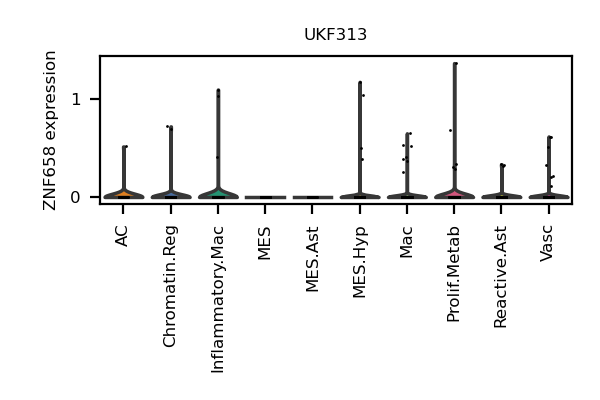 UKF313
ZNF658 expression
1
0
AC
Chromatin.Reg
Inflammatory.Mac
MES
MES.Ast
MES.Hyp
Mac
Prolif.Metab
Reactive.Ast
Vasc